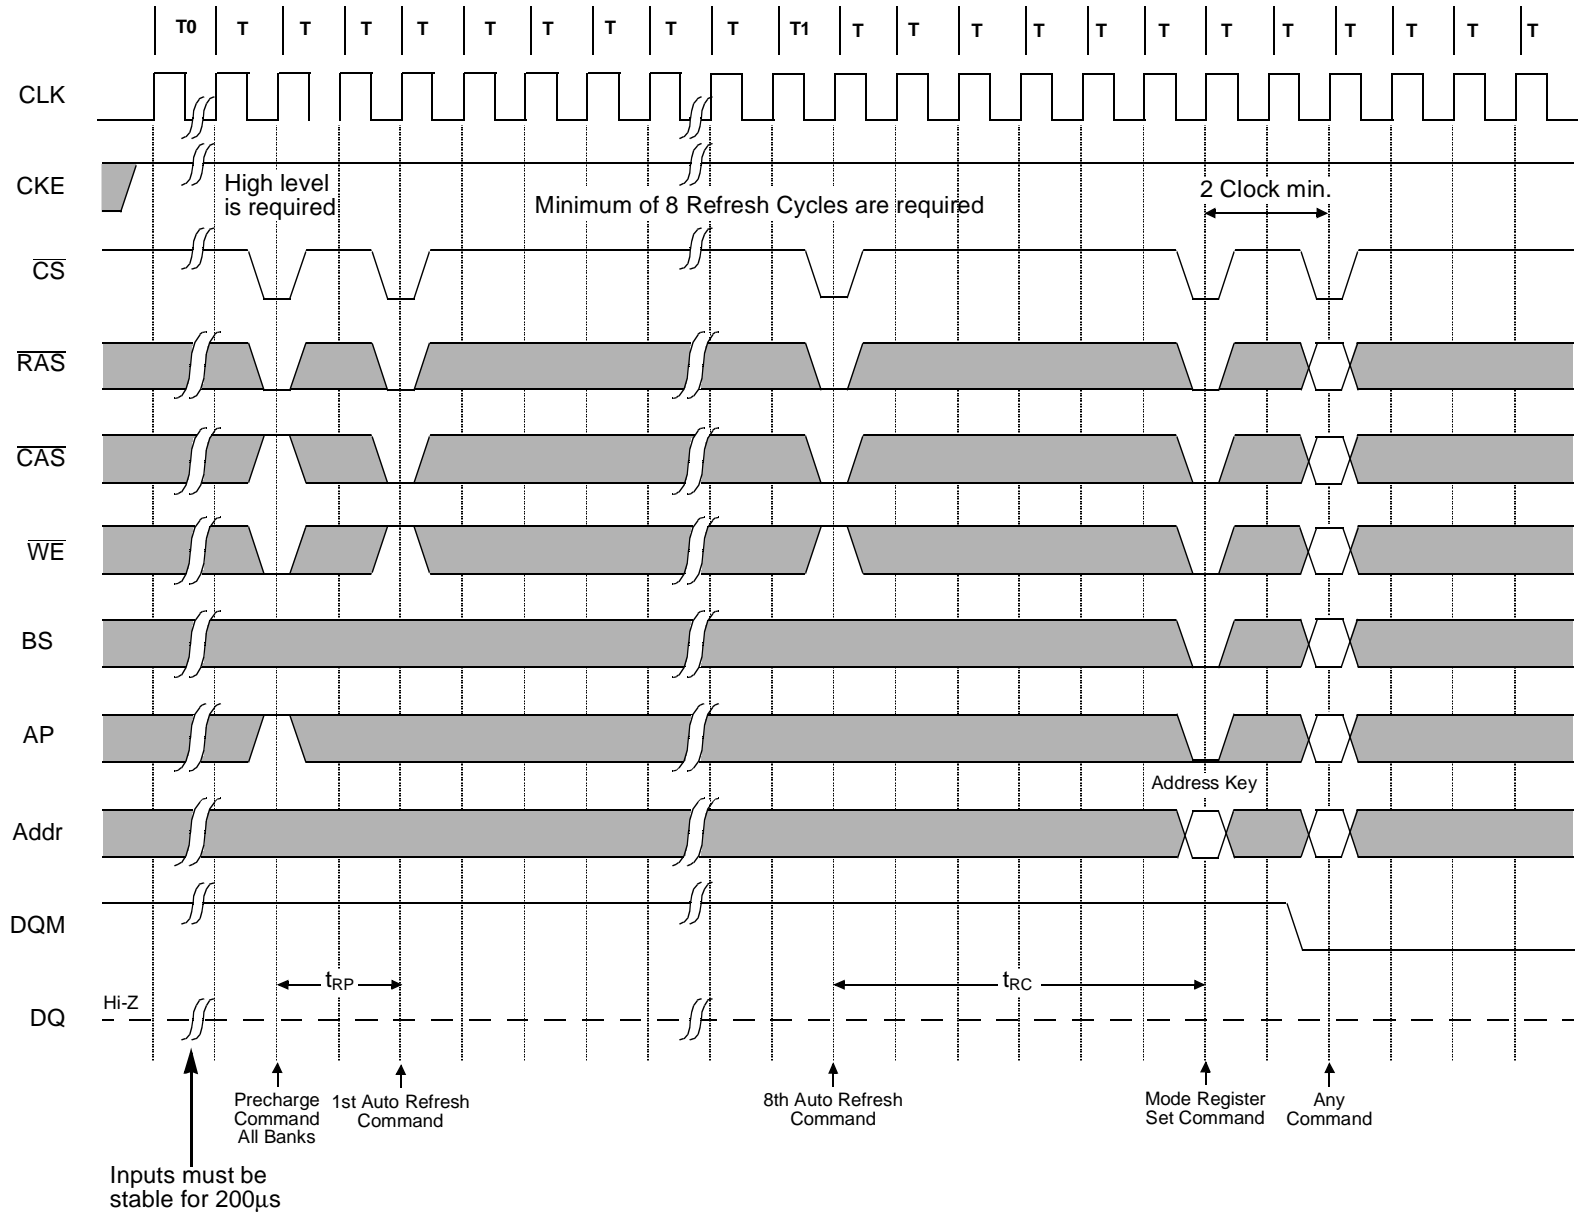 T0 T T T T T T T T T T1 T T T T T T T T T T T T
CLK
CKE
High level
is required
Minimum of 8 Refresh Cycles are required
2 Clock min.
CS
RAS
CAS
WE
BS
AP
Address Key
Addr
DQM
tRP
tRC
Hi-Z
DQ
Precharge
Command
All Banks
1st Auto Refresh
Command
8th Auto Refresh
Command
Mode Register
Set Command
Any
Command
Inputs must be
stable for 200µs